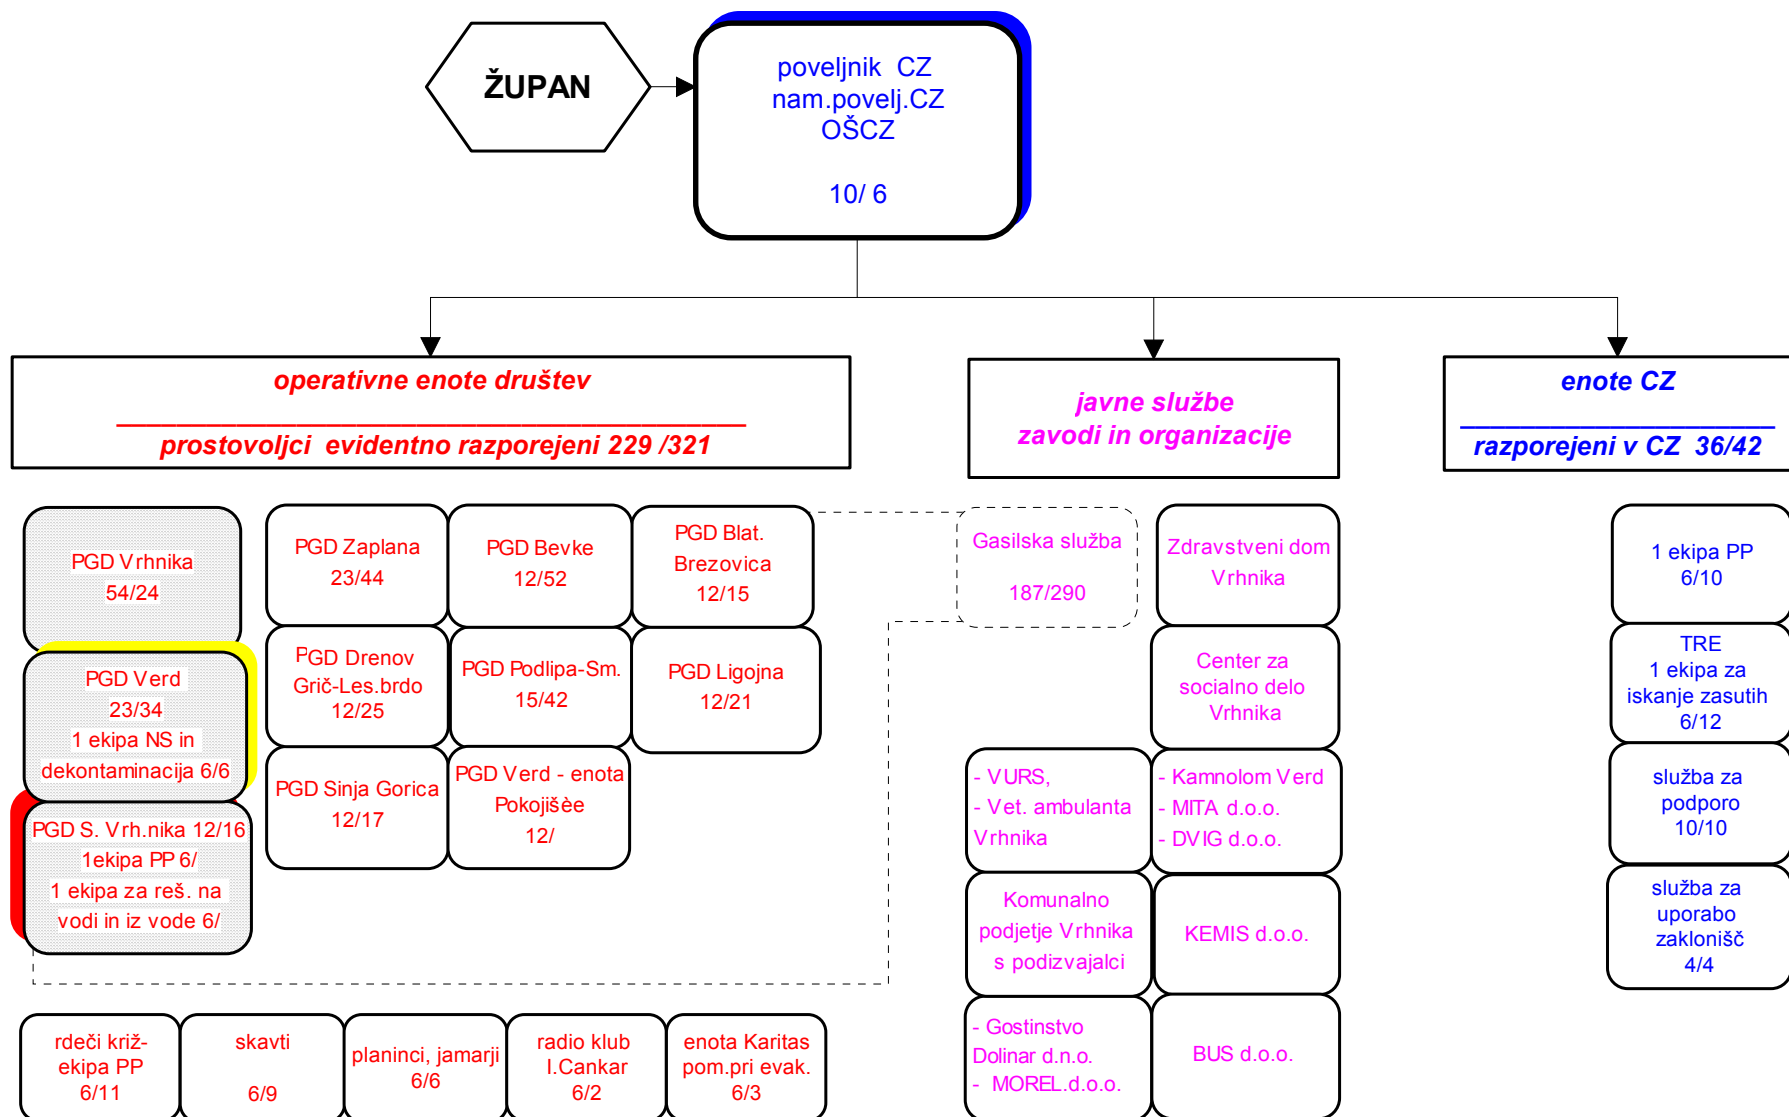 ŽUPAN
poveljnik CZ
nam.povelj.CZ
OŠCZ
10/ 6
operativne enote društev
prostovoljci evidentno razporejeni 229 /321
javne službe
zavodi in organizacije
enote CZ
razporejeni v CZ 36/42
PGD Vrhnika
54/24
PGD Verd
23/34
1 ekipa NS in
dekontaminacija 6/6
PGD S. Vrh.nika 12/16
1ekipa PP 6/
1 ekipa za reš. na
vodi in iz vode 6/
PGD Zaplana
23/44
PGD Bevke
12/52
PGD Blat.
Brezovica
12/15
PGD Drenov
Grič-Les.brdo
12/25
PGD Podlipa-Sm.
15/42
PGD Ligojna
12/21
PGD Sinja Gorica
12/17
PGD Verd - enota
Pokojišèe
12/
Gasilska služba
187/290
Zdravstveni dom
Vrhnika
Center za
socialno delo
Vrhnika
- VURS,
- Vet. ambulanta
Vrhnika
- Kamnolom Verd
- MITA d.o.o.
- DVIG d.o.o.
Komunalno
podjetje Vrhnika
s podizvajalci
KEMIS d.o.o.
- Gostinstvo
Dolinar d.n.o.
- MOREL.d.o.o.
BUS d.o.o.
1 ekipa PP
6/10
TRE
1 ekipa za
iskanje zasutih
6/12
služba za
podporo
10/10
služba za
uporabo
zaklonišč
4/4
rdeči križ-
ekipa PP
6/11
skavti
6/9
planinci, jamarji
6/6
radio klub
I.Cankar
6/2
enota Karitas
pom.pri evak.
6/3